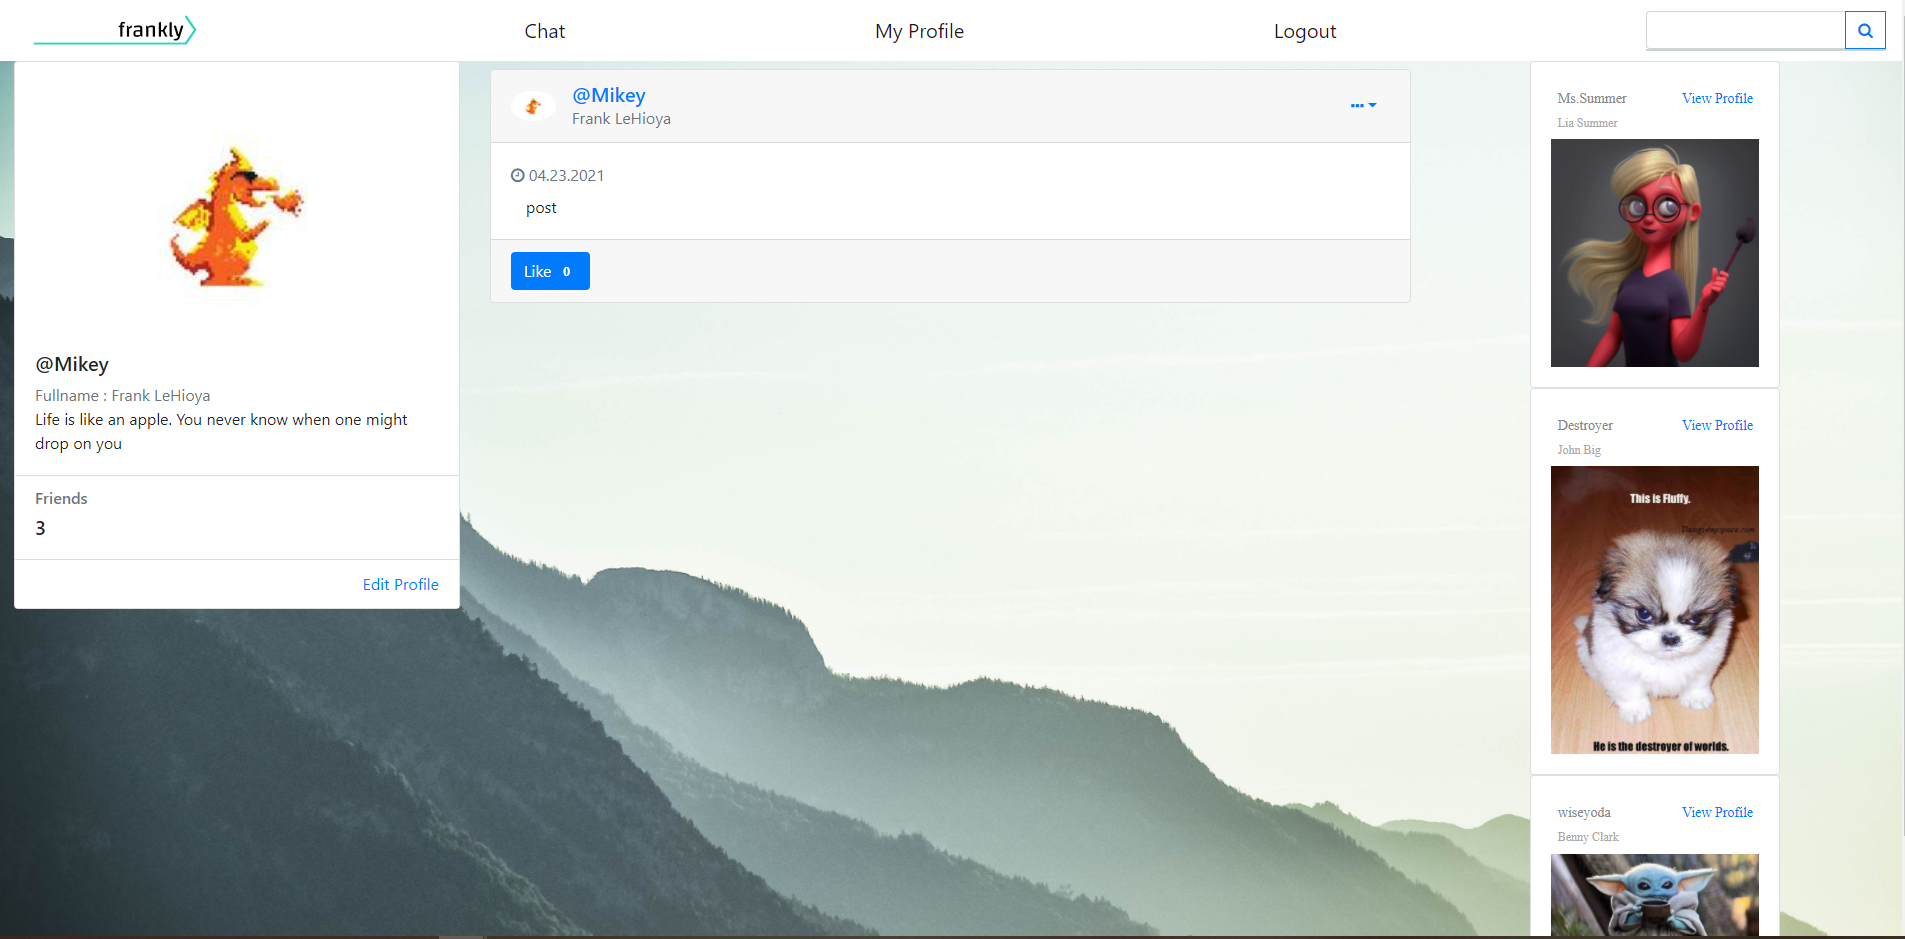 frankly
Chat
My Profile
Logout
@Mikey
Fullname : Frank LeHioya
Life is like an apple. You never know when one might
drop on you
Friends
3
Edit Profile
@Mikey
Frank LeHioya
04.23.2021
post
Like 0
Ms.Summer View Profile
Lia Summer
Destroyer View Profile
John Big
This is Fluffy.
He is the destroyer of worlds.
wiseyoda View Profile
Benny Clark